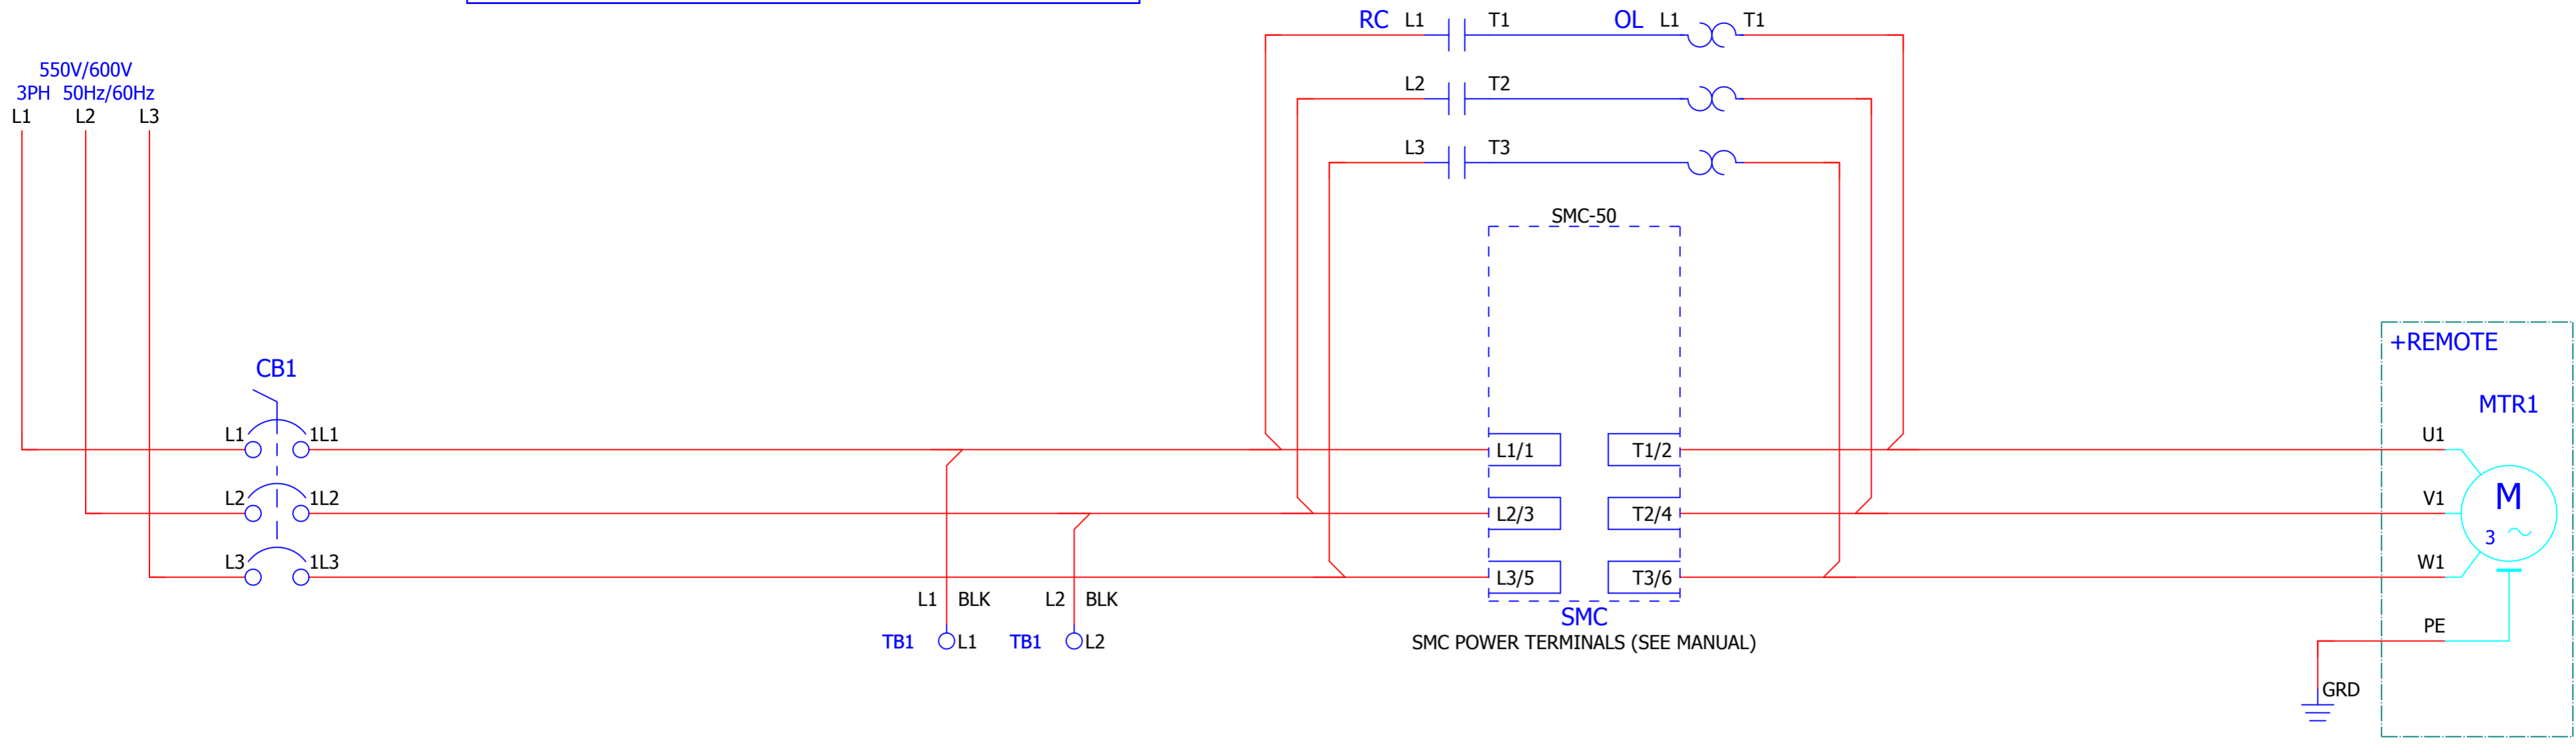 RC L1 T1 OL L1 T1
550V/600V
3PH 50Hz/60Hz
L1 L2 L3
L2 T2
L3 T3
SMC-50
+REMOTE
CB1
MTR1
L1 1L1 L1/1 T1/2 U1
L2 1L2 L2/3 T2/4 V1
M
3
L3 1L3 L3/5 T3/6 W1
L1 BLK L2 BLK
SMC
PE
TB1 L1 TB1 L2
SMC POWER TERMINALS (SEE MANUAL)
GRD